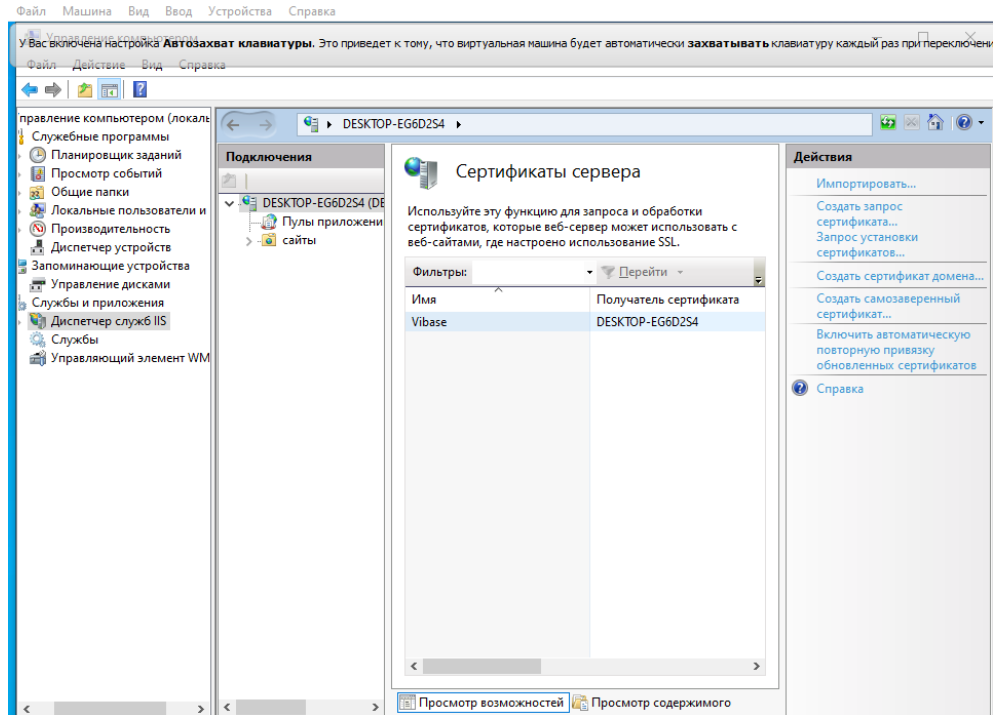 Файл Машина Вид Ввод Устройства Справка
Управление компьютером
У Вас включена настройка Автозахват клавиатуры. Это приведет к тому, что виртуальная машина будет автоматически захватывать клавиатуру каждый раз при переключени
Файл Действие Вид Справка
правление компьютером (локаль
Служебные программы
Планировщик заданий
Просмотр событий
Общие папки
Локальные пользователи и
Производительность
Диспетчер устройств
Запоминающие устройства
Управление дисками
Службы и приложения
Диспетчер служб IIS
Службы
Управляющий элемент WM
DESKTOP-EG6D2S4
Подключения
DESKTOP-EG6D2S4 (DE
Пулы приложени
сайты
Сертификаты сервера
Используйте эту функцию для
запроса и обработки
сертификатов, которые веб-сервер может использовать с
веб-сайтами, где настроено использование SSL.
Фильтры: Перейти
Имя Получатель сертификата
Vibase DESKTOP-EG6D2S4
Просмотр возможностей Просмотр содержимого
Действия
Импортировать...
Создать запрос
сертификата...
Запрос установки
сертификатов...
Создать сертификат домена...
Создать самозаверенный
сертификат...
Включить автоматическую
повторную привязку
обновленных сертификатов
Справка